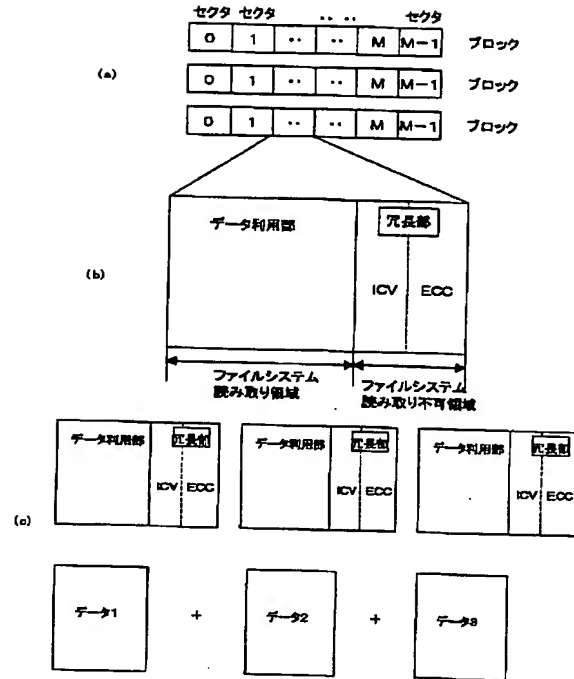 セクタ セクタ ‥ ‥ セクタ
(a)
0 1 ‥ ‥ M M-1 ブロック
0 1 ‥ ‥ M M-1 ブロック
0 1 ‥ ‥ M M-1 ブロック
(b)
データ利用部 冗長部
ICV ECC
ファイルシステム
読み取り領域
ファイルシステム
読み取り不可領域
(c)
データ利用部 冗長部 データ利用部 冗長部 データ利用部 冗長部
ICV ECC ICV ECC ICV ECC
データ1 + データ2 + データ3